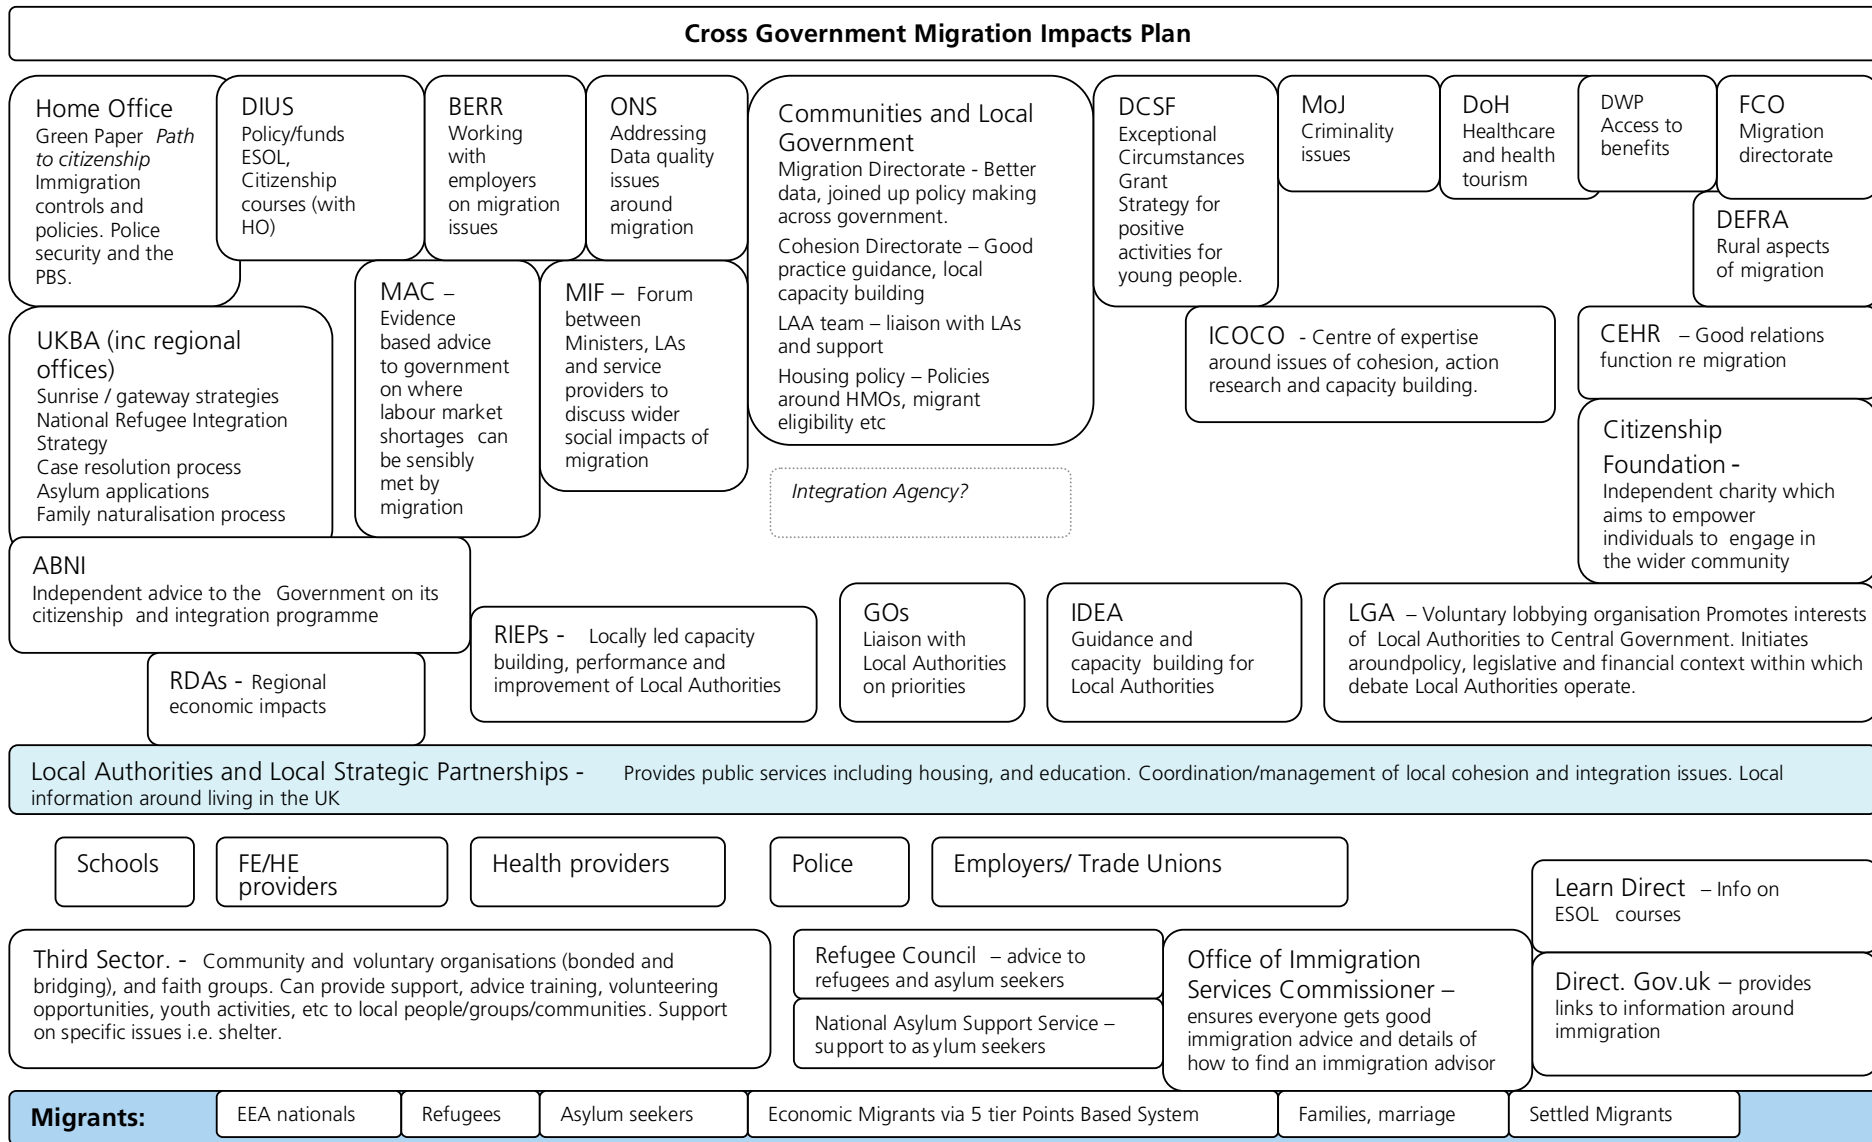 Cross Government Migration Impacts Plan
Home Office
Green Paper Path
to citizenship
Immigration
controls and
policies. Police
security and the
PBS.
DIUS
Policy/funds
ESOL,
Citizenship
courses (with
HO)
BERR
Working
with
employers
on migration
issues
ONS
Addressing
Data quality
issues
around
migration
Communities and Local
Government
Migration Directorate - Better
data, joined up policy making
across government.
Cohesion Directorate – Good
practice guidance, local
capacity building
LAA team – liaison with LAs
and support
Housing policy – Policies
around HMOs, migrant
eligibility etc
DCSF
Exceptional
Circumstances
Grant
Strategy for
positive
activities for
young people.
MoJ
Criminality
issues
DoH
Healthcare
and health
tourism
DWP
Access to
benefits
FCO
Migration
directorate
DEFRA
Rural aspects
of migration
UKBA (inc regional
offices)
Sunrise / gateway strategies
National Refugee Integration
Strategy
Case resolution process
Asylum applications
Family naturalisation process
MAC –
Evidence
based advice
to government
on where
labour market
shortages can
be sensibly
met by
migration
MIF – Forum
between
Ministers, LAs
and service
providers to
discuss wider
social impacts of
migration
ICOCO - Centre of expertise
around issues of cohesion, action
research and capacity building.
CEHR – Good relations
function re migration
Integration Agency?
Citizenship
Foundation -
Independent charity which
aims to empower
individuals to engage in
the wider community
ABNI
Independent advice to the Government on its
citizenship and integration programme
RDAs - Regional
economic impacts
RIEPs - Locally led capacity
building, performance and
improvement of Local Authorities
GOs
Liaison with
Local Authorities
on priorities
IDEA
Guidance and
capacity building for
Local Authorities
LGA – Voluntary lobbying organisation Promotes interests
of Local Authorities to Central Government. Initiates
aroundpolicy, legislative and financial context within which
debate Local Authorities operate.
Local Authorities and Local Strategic Partnerships - Provides public services including housing, and education. Coordination/management of local cohesion and integration issues. Local
information around living in the UK
Schools
FE/HE
providers
Health providers
Police
Employers/ Trade Unions
Learn Direct – Info on
ESOL courses
Third Sector. - Community and voluntary organisations (bonded and
bridging), and faith groups. Can provide support, advice training, volunteering
opportunities, youth activities, etc to local people/groups/communities. Support
on specific issues i.e. shelter.
Refugee Council – advice to
refugees and asylum seekers
National Asylum Support Service –
support to asylum seekers
Office of Immigration
Services Commissioner –
ensures everyone gets good
immigration advice and details of
how to find an immigration advisor
Direct. Gov.uk – provides
links to information around
immigration
Migrants:
EEA nationals
Refugees
Asylum seekers
Economic Migrants via 5 tier Points Based System
Families, marriage
Settled Migrants